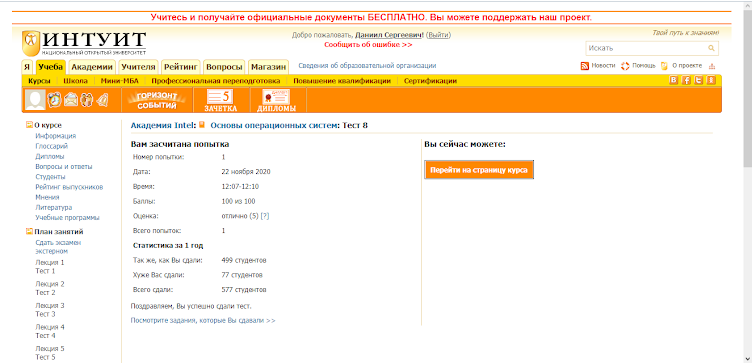 Учитесь и получайте официальные документы БЕСПЛАТНО. Вы можете поддержать наш проект.
ИНТУИТ
НАЦИОНАЛЬНЫЙ ОТКРЫТЫЙ УНИВЕРСИТЕТ
Добро пожаловать, Даниил Сергеевич! (Выйти)
Сообщить об ошибке >>
Твой путь к знаниям!
Искать
Я Учеба Академии Учителя Рейтинг Вопросы Магазин
Сведения об образовательной организации
Новости Помощь О проекте
Курсы Школа Мини-МБА Профессиональная переподготовка Повышение квалификации Сертификации
ГОРИЗОНТ СОБЫТИЙ
5
ЗАЧЕТКА
ДИПЛОМЫ
О курсе
Информация
Глоссарий
Дипломы
Вопросы и ответы
Студенты
Рейтинг выпускников
Мнения
Литература
Учебные программы
План занятий
Сдать экзамен
экстерном
Лекция 1
Тест 1
Лекция 2
Тест 2
Лекция 3
Тест 3
Лекция 4
Тест 4
Лекция 5
Тест 5
Академия Intel: Основы операционных систем: Тест 8
Вам засчитана попытка
Номер попытки: 1
Дата: 22 ноября 2020
Время: 12:07-12:10
Баллы: 100 из 100
Оценка: отлично (5) [?]
Всего попыток: 1
Статистика за 1 год
Так же, как Вы сдали: 499 студентов
Хуже Вас сдали: 77 студентов
Всего сдали: 577 студентов
Поздравляем, Вы успешно сдали тест.
Посмотрите задания, которые Вы сдавали >>
Вы сейчас можете:
Перейти на страницу курса